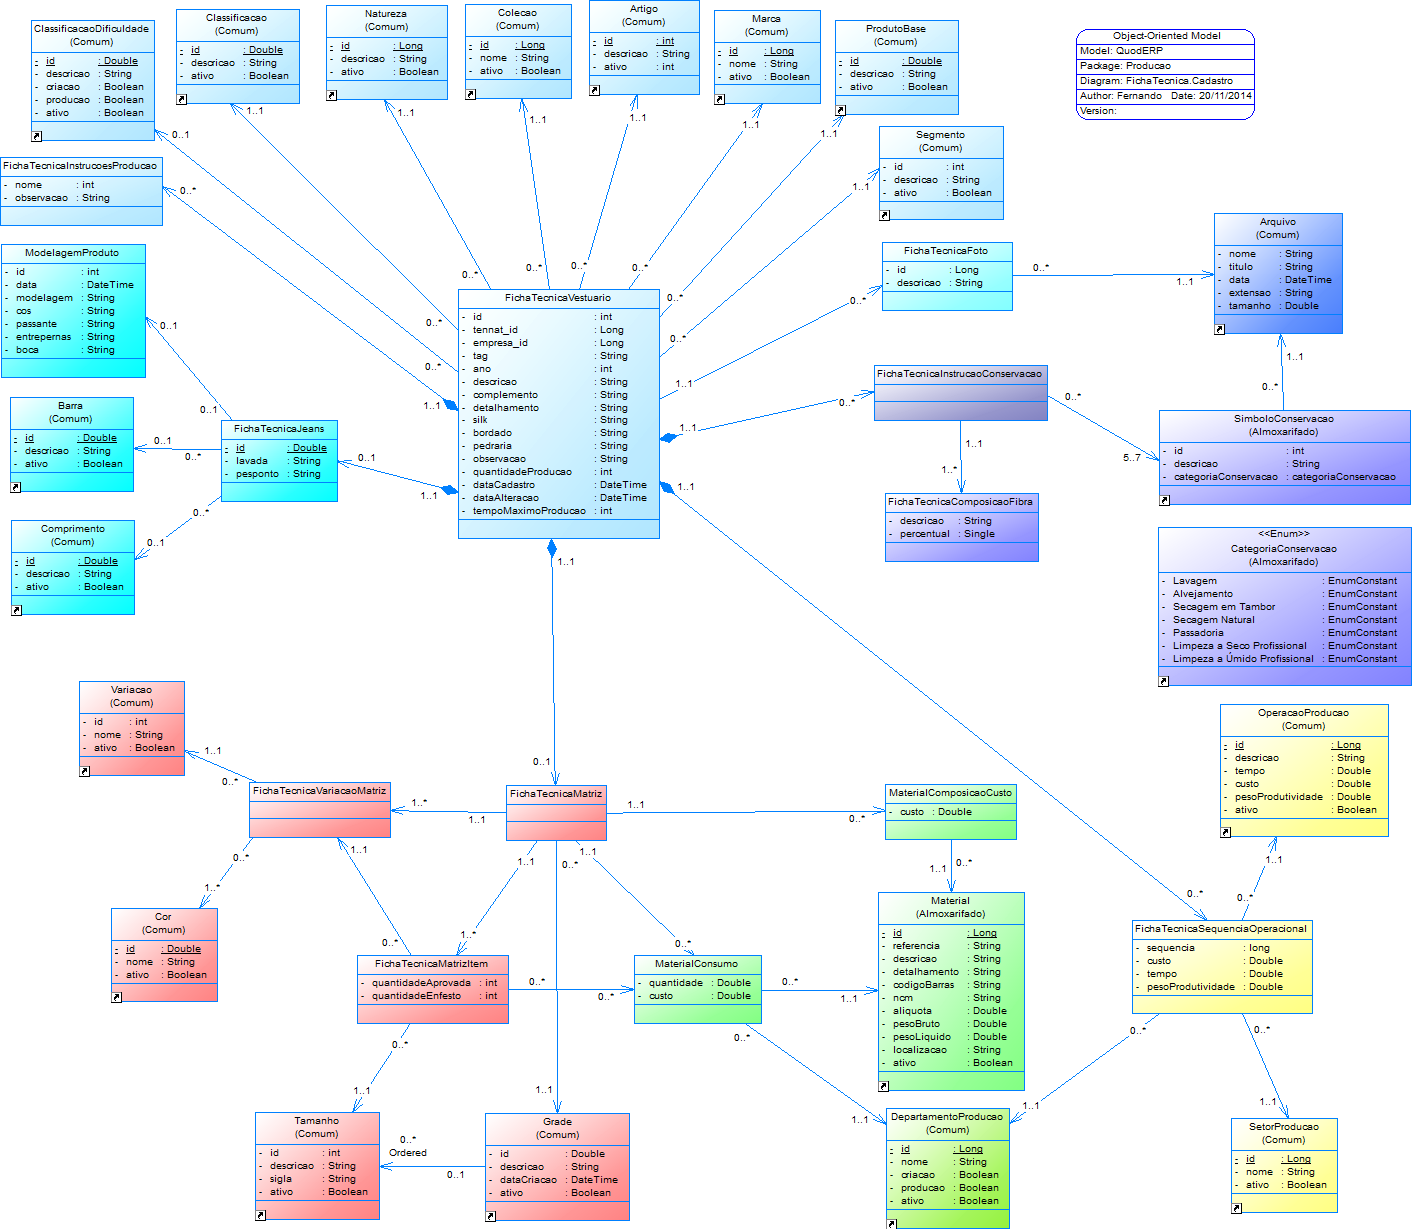 Object-Oriented Model
Model: QuodERP
Package: Producao
Diagram: FichaTecnica.Cadastro
Author: Fernando   Date: 20/11/2014
Version:
ClassificacaoDificuldade
(Comum)
- id : Double
- descricao : String
- criacao : Boolean
- producao : Boolean
- ativo : Boolean
Classificacao
(Comum)
- id : Double
- descricao : String
- ativo : Boolean
Natureza
(Comum)
- id : Long
- descricao : String
- ativo : Boolean
Colecao
(Comum)
- id : Long
- nome : String
- ativo : Boolean
Artigo
(Comum)
- id : int
- descricao : String
- ativo : int
Marca
(Comum)
- id : Long
- nome : String
- ativo : Boolean
ProdutoBase
(Comum)
- id : Double
- descricao : String
- ativo : Boolean
Segmento
(Comum)
- id : int
- descricao : String
- ativo : Boolean
0..1
1..1
1..1
1..1
1..1
1..1
1..1
1..1
FichaTecnicaInstrucoesProducao
- nome : int
- observacao : String
0..*
ModelagemProduto
- id : int
- data : DateTime
- modelagem : String
- cos : String
- passante : String
- entrepernas : String
- boca : String
0..1
FichaTecnicaFoto
- id : Long
- descricao : String
0..*
0..*
1..1
Arquivo
(Comum)
- nome : String
- titulo : String
- data : DateTime
- extensao : String
- tamanho : Double
1..1
0..*
0..*
0..*
0..*
0..*
0..*
0..*
0..*
0..*
1..1
1..1
1..1
1..1
1..1
FichaTecnicaVestuario
- id : int
- tennat_id : Long
- empresa_id : Long
- tag : String
- ano : int
- descricao : String
- complemento : String
- detalhamento : String
- silk : String
- bordado : String
- pedraria : String
- observacao : String
- quantidadeProducao : int
- dataCadastro : DateTime
- dataAlteracao : DateTime
- tempoMaximoProducao : int
1..1
Barra
(Comum)
- id : Double
- descricao : String
- ativo : Boolean
0..1
0..*
0..1
FichaTecnicaJeans
- id : Double
- lavada : String
- pesponto : String
0..1
0..*
Comprimento
(Comum)
- id : Double
- descricao : String
- ativo : Boolean
0..1
FichaTecnicaInstrucaoConservacao
0..*
0..*
5..7
1..1
1..*
SimboloConservacao
(Almoxarifado)
- id : int
- descricao : String
- categoriaConservacao : categoriaConservacao
FichaTecnicaComposicaoFibra
- descricao : String
- percentual : Single
<<Enum>>
CategoriaConservacao
(Almoxarifado)
- Lavagem : EnumConstant
- Alvejamento : EnumConstant
- Secagem em Tambor : EnumConstant
- Secagem Natural : EnumConstant
- Passadoria : EnumConstant
- Limpeza a Seco Profissional : EnumConstant
- Limpeza a Úmido Profissional : EnumConstant
Variacao
(Comum)
- id : int
- nome : String
- ativo : Boolean
1..1
0..*
FichaTecnicaVariacaoMatriz
1..*
1..1
0..1
FichaTecnicaMatriz
1..1
0..*
MaterialComposicaoCusto
- custo : Double
OperacaoProducao
(Comum)
- id : Long
- descricao : String
- tempo : Double
- custo : Double
- pesoProdutividade : Double
- ativo : Boolean
1..1
0..*
0..*
0..*
1..*
1..1
1..1
0..*
1..1
1..1
0..*
Cor
(Comum)
- id : Double
- nome : String
- ativo : Boolean
0..*
1..*
0..*
FichaTecnicaMatrizItem
- quantidadeAprovada : int
- quantidadeEnfesto : int
0..*
0..*
MaterialConsumo
- quantidade : Double
- custo : Double
0..*
1..1
Material
(Almoxarifado)
- id : Long
- referencia : String
- descricao : String
- detalhamento : String
- codigoBarras : String
- ncm : String
- aliquota : Double
- pesoBruto : Double
- pesoLiquido : Double
- localizacao : String
- ativo : Boolean
FichaTecnicaSequenciaOperacional
- sequencia : long
- custo : Double
- tempo : Double
- pesoProdutividade : Double
0..*
0..*
0..*
0..*
1..1
1..1
1..1
1..1
1..1
Tamanho
(Comum)
- id : int
- descricao : String
- sigla : String
- ativo : Boolean
0..*
Ordered
0..1
Grade
(Comum)
- id : Double
- descricao : String
- dataCriacao : DateTime
- ativo : Boolean
DepartamentoProducao
(Comum)
- id : Long
- nome : String
- criacao : Boolean
- producao : Boolean
- ativo : Boolean
SetorProducao
(Comum)
- id : Long
- nome : String
- ativo : Boolean